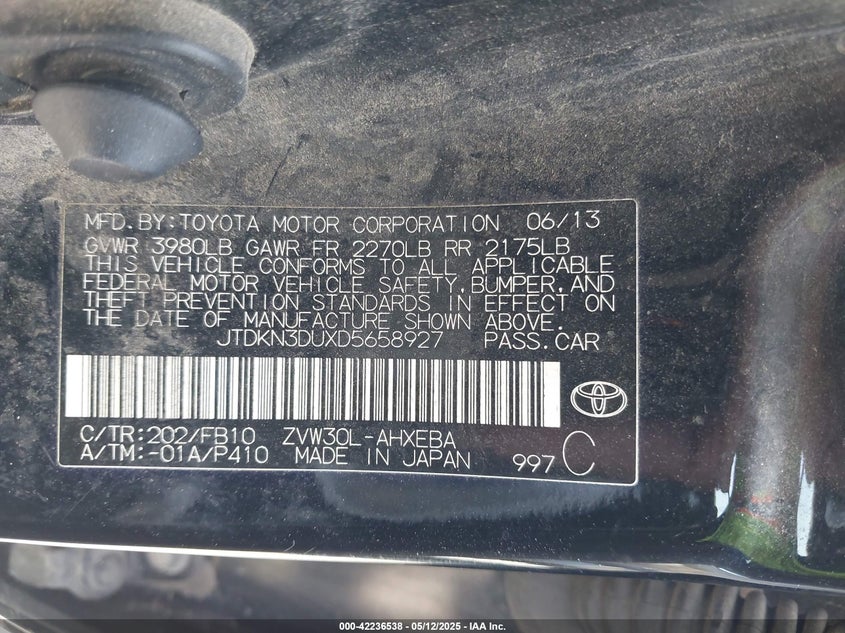 MFD.BY:TOYOTA MOTOR CORPORATION 06/13
GVWR 3980LB GAWR FR 2270LB RR 2175LB
THIS VEHICLE CONFORMS TO ALL APPLICABLE
FEDERAL MOTOR VEHICLE SAFETY,BUMPER,AND
THEFT PREVENTION STANDARDS IN EFFECT ON
THE DATE OF MANUFACTURE SHOWN ABOVE.
JTDKN3DUXD5658927 PASS.CAR
C/TR:202/FB10 ZVW30L-AHXEBA
A/TM:-01A/P410 MADE IN JAPAN 997 C
000-42236538 - 05/12/2025 - IAA Inc.